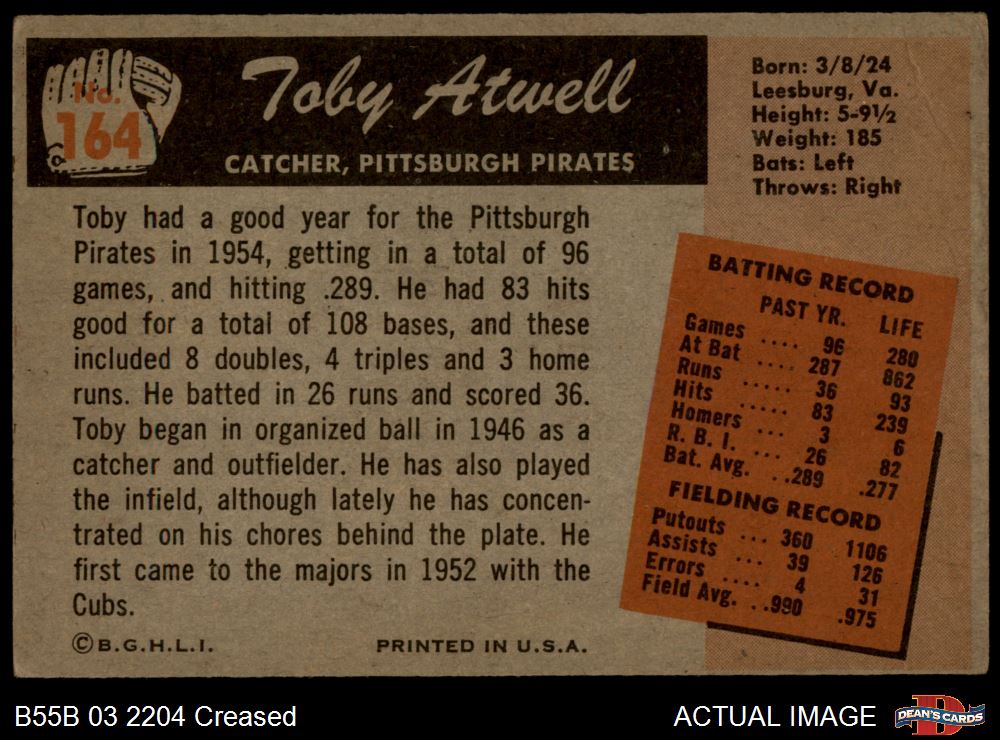 No.
164
Toby Atwell
CATCHER, PITTSBURGH PIRATES
Born: 3/8/24
Leesburg, Va.
Height: 5-9½
Weight: 185
Bats: Left
Throws: Right
Toby had a good year for the Pittsburgh
Pirates in 1954, getting in a total of 96
games, and hitting .289. He had 83 hits
good for a total of 108 bases, and these
included 8 doubles, 4 triples and 3 home
runs. He batted in 26 runs and scored 36.
Toby began in organized ball in 1946 as a
catcher and outfielder. He has also played
the infield, although lately he has concen-
trated on his chores behind the plate. He
first came to the majors in 1952 with the
Cubs.
©B.G.H.L.I. PRINTED IN U.S.A.
BATTING RECORD
PAST YR. LIFE
Games .... 96 280
At Bat .... 287 862
Runs ..... 36 93
Hits ..... 83 239
Homers ... 3 6
R. B. I. ... 26 82
Bat. Avg. ...289 .277
FIELDING RECORD
Putouts ... 360 1106
Assists ... 39 126
Errors .... 4 31
Field Avg. ..990 .975
B55B 03 2204 Creased
ACTUAL IMAGE
D
DEAN'S CARDS